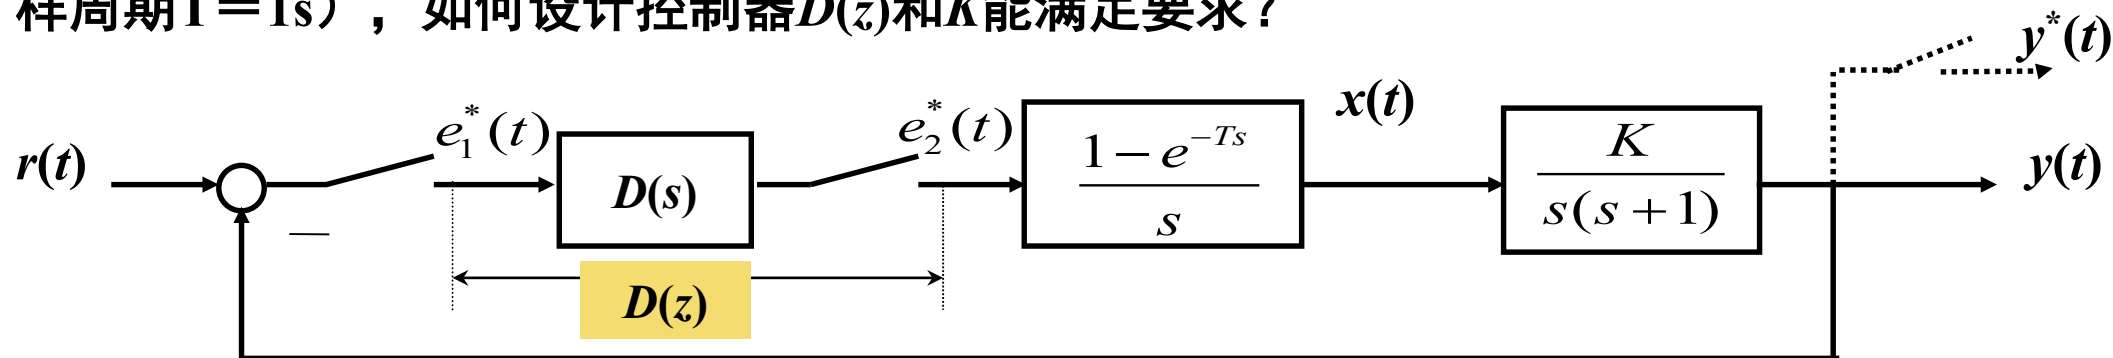 样周期T＝1s），如何设计控制器D(z)和K能满足要求？
y*(t)
r(t)
e₁*(t)
D(s)
e₂*(t)
1−e^{−Ts}
s
x(t)
K
s(s+1)
y(t)
−
D(z)